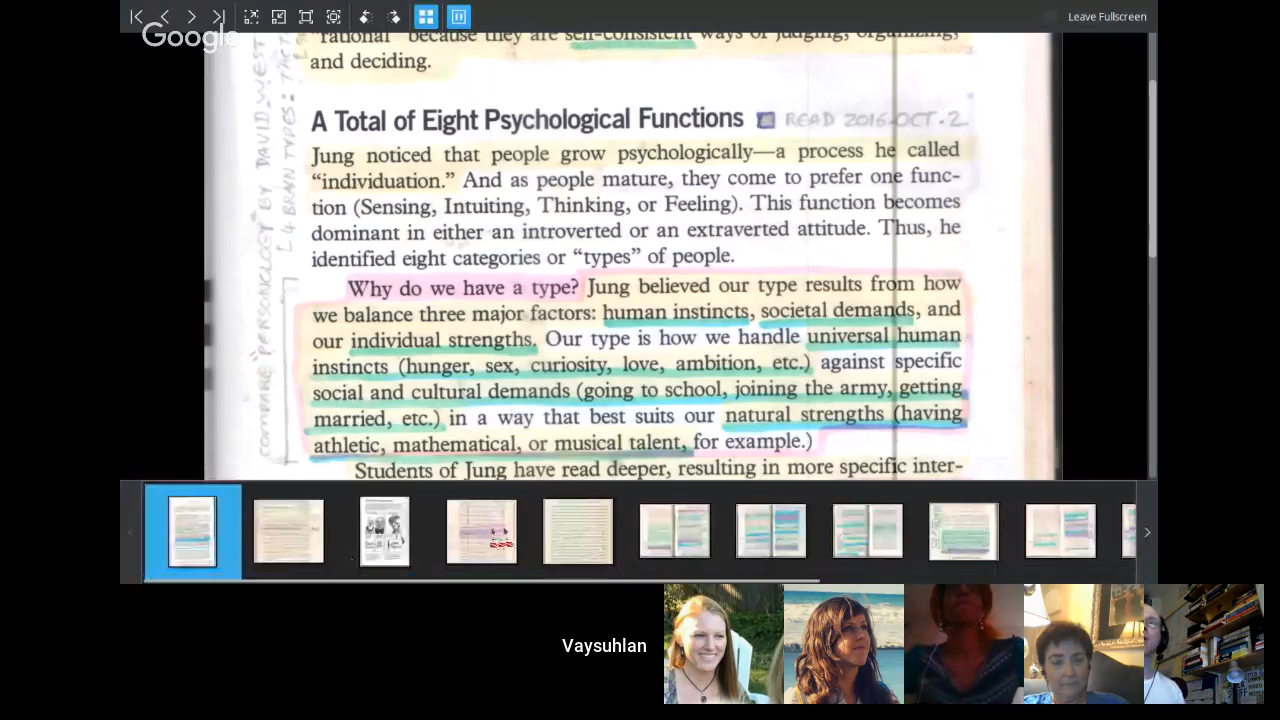 Leave Fullscreen
Google
"rational" because they are self-consistent ways of judging, organizing,
and deciding.
A Total of Eight Psychological Functions READ 2016.OCT.2
Jung noticed that people grow psychologically—a process he called
"individuation." And as people mature, they come to prefer one func-
tion (Sensing, Intuiting, Thinking, or Feeling). This function becomes
dominant in either an introverted or an extraverted attitude. Thus, he
identified eight categories or "types" of people.
Why do we have a type? Jung believed our type results from how
we balance three major factors: human instincts, societal demands, and
our individual strengths. Our type is how we handle universal human
instincts (hunger, sex, curiosity, love, ambition, etc.) against specific
social and cultural demands (going to school, joining the army, getting
married, etc.) in a way that best suits our natural strengths (having
athletic, mathematical, or musical talent, for example.)
Students of Jung have read deeper, resulting in more specific inter-
COMPARE "PERSONOLOGY" BY DAVID WEST
4 BRAIN TYPES:
Vaysuhlan